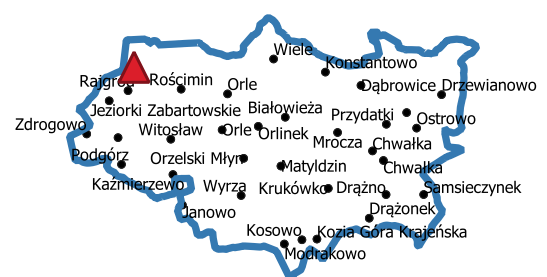 Wiele
Konstantowo
Rajgród
Rościmin
Orle
Dąbrowice
Drzewianowo
Jeziorki Zabartowskie
Białowieża
Przydatki
Ostrowo
Zdrogowo
Witosław
Orle
Orlinek
Mrocza
Chwałka
Podgórz
Orzelski Młyn
Matyldzin
Chwałka
Kaźmierzewo
Wyrza
Krukówko
Drążno
Samsieczynek
Janowo
Drążonek
Kosowo
Kozia Góra Krajeńska
Modrakowo